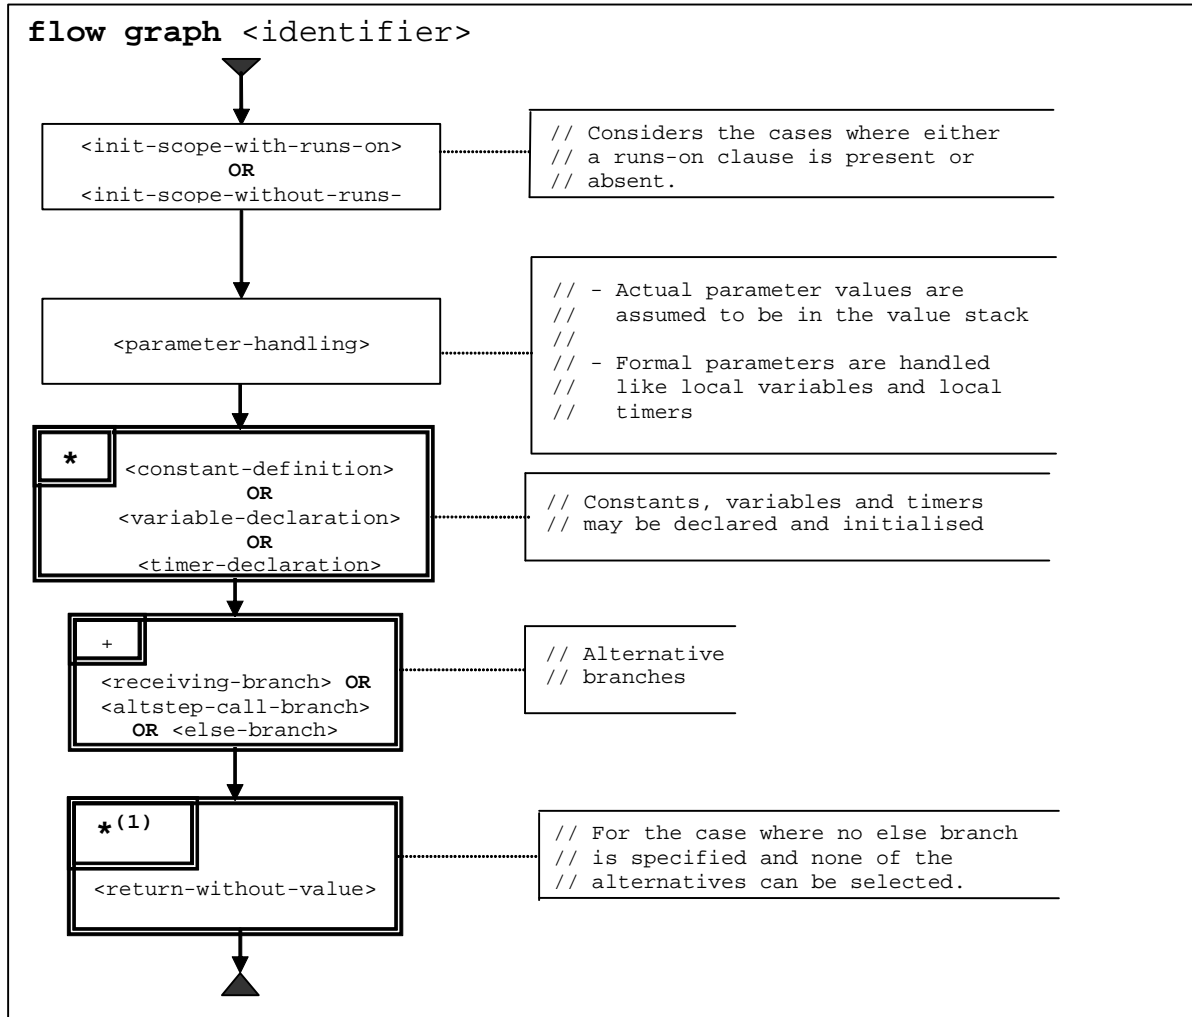 flow graph <identifier>
<init-scope-with-runs-on>
OR
<init-scope-without-runs-
// Considers the cases where either
// a runs-on clause is present or
// absent.
<parameter-handling>
// - Actual parameter values are
//   assumed to be in the value stack
//
// - Formal parameters are handled
//   like local variables and local
//   timers
*
<constant-definition>
OR
<variable-declaration>
OR
<timer-declaration>
// Constants, variables and timers
// may be declared and initialised
+
<receiving-branch> OR
<altstep-call-branch>
OR <else-branch>
// Alternative
// branches
*(1)
<return-without-value>
// For the case where no else branch
// is specified and none of the
// alternatives can be selected.